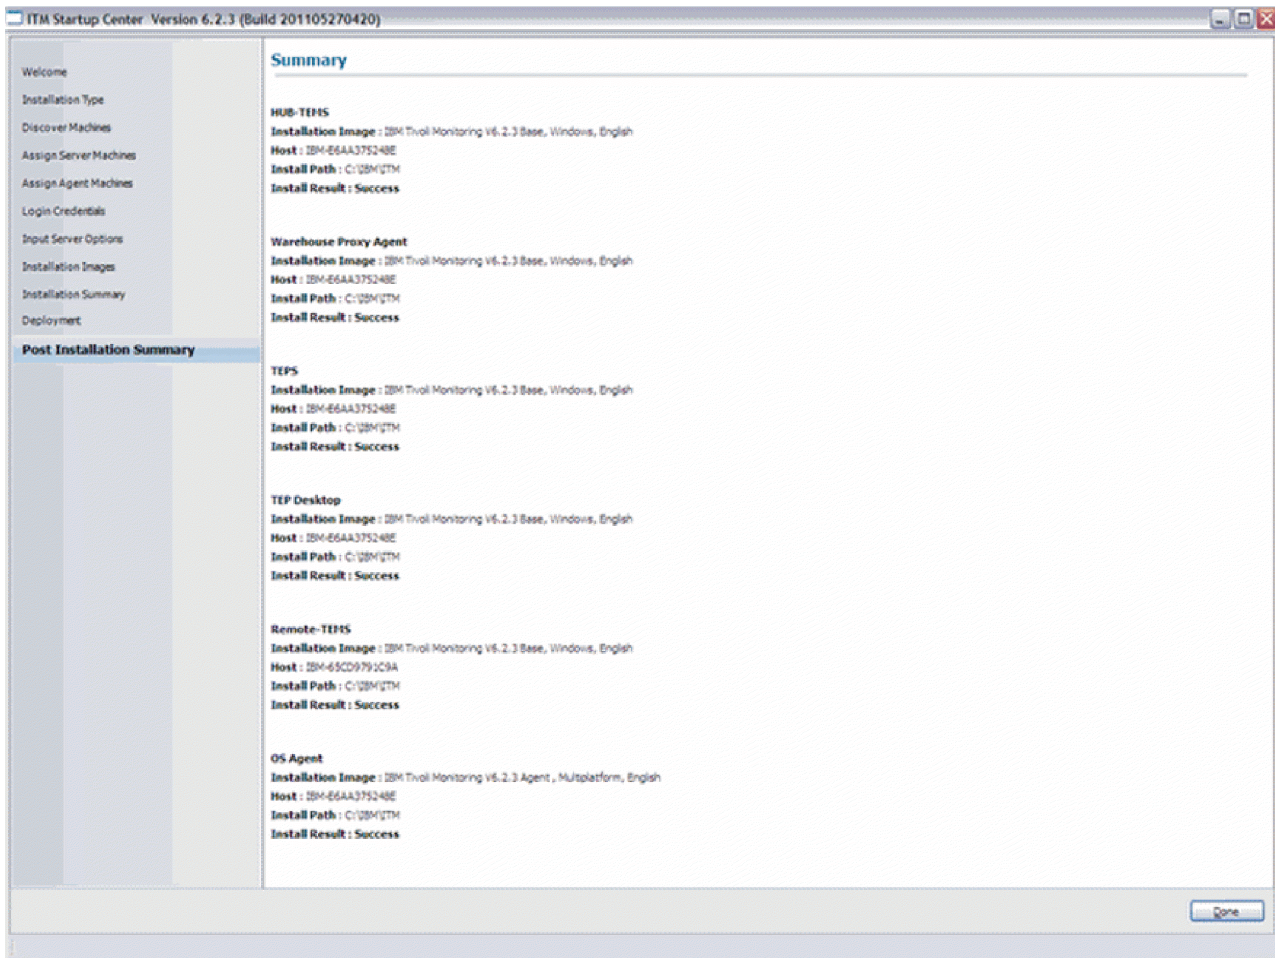 ITM Startup Center Version 6.2.3 (Build 201105270420)
Welcome
Installation Type
Discover Machines
Assign Server Machines
Assign Agent Machines
Login Credentials
Input Server Options
Installation Images
Installation Summary
Deployment
Post Installation Summary
Summary
HUB-TEMS
Installation Image : IBM Tivoli Monitoring V6.2.3 Base, Windows, English
Host : IBM-E6AA375248E
Install Path : C:\IBM\ITM
Install Result : Success
Warehouse Proxy Agent
Installation Image : IBM Tivoli Monitoring V6.2.3 Base, Windows, English
Host : IBM-E6AA375248E
Install Path : C:\IBM\ITM
Install Result : Success
TEPS
Installation Image : IBM Tivoli Monitoring V6.2.3 Base, Windows, English
Host : IBM-E6AA375248E
Install Path : C:\IBM\ITM
Install Result : Success
TEP Desktop
Installation Image : IBM Tivoli Monitoring V6.2.3 Base, Windows, English
Host : IBM-E6AA375248E
Install Path : C:\IBM\ITM
Install Result : Success
Remote-TEMS
Installation Image : IBM Tivoli Monitoring V6.2.3 Base, Windows, English
Host : IBM-65CD9791C9A
Install Path : C:\IBM\ITM
Install Result : Success
OS Agent
Installation Image : IBM Tivoli Monitoring V6.2.3 Agent , Multiplatform, English
Host : IBM-E6AA375248E
Install Path : C:\IBM\ITM
Install Result : Success
Done